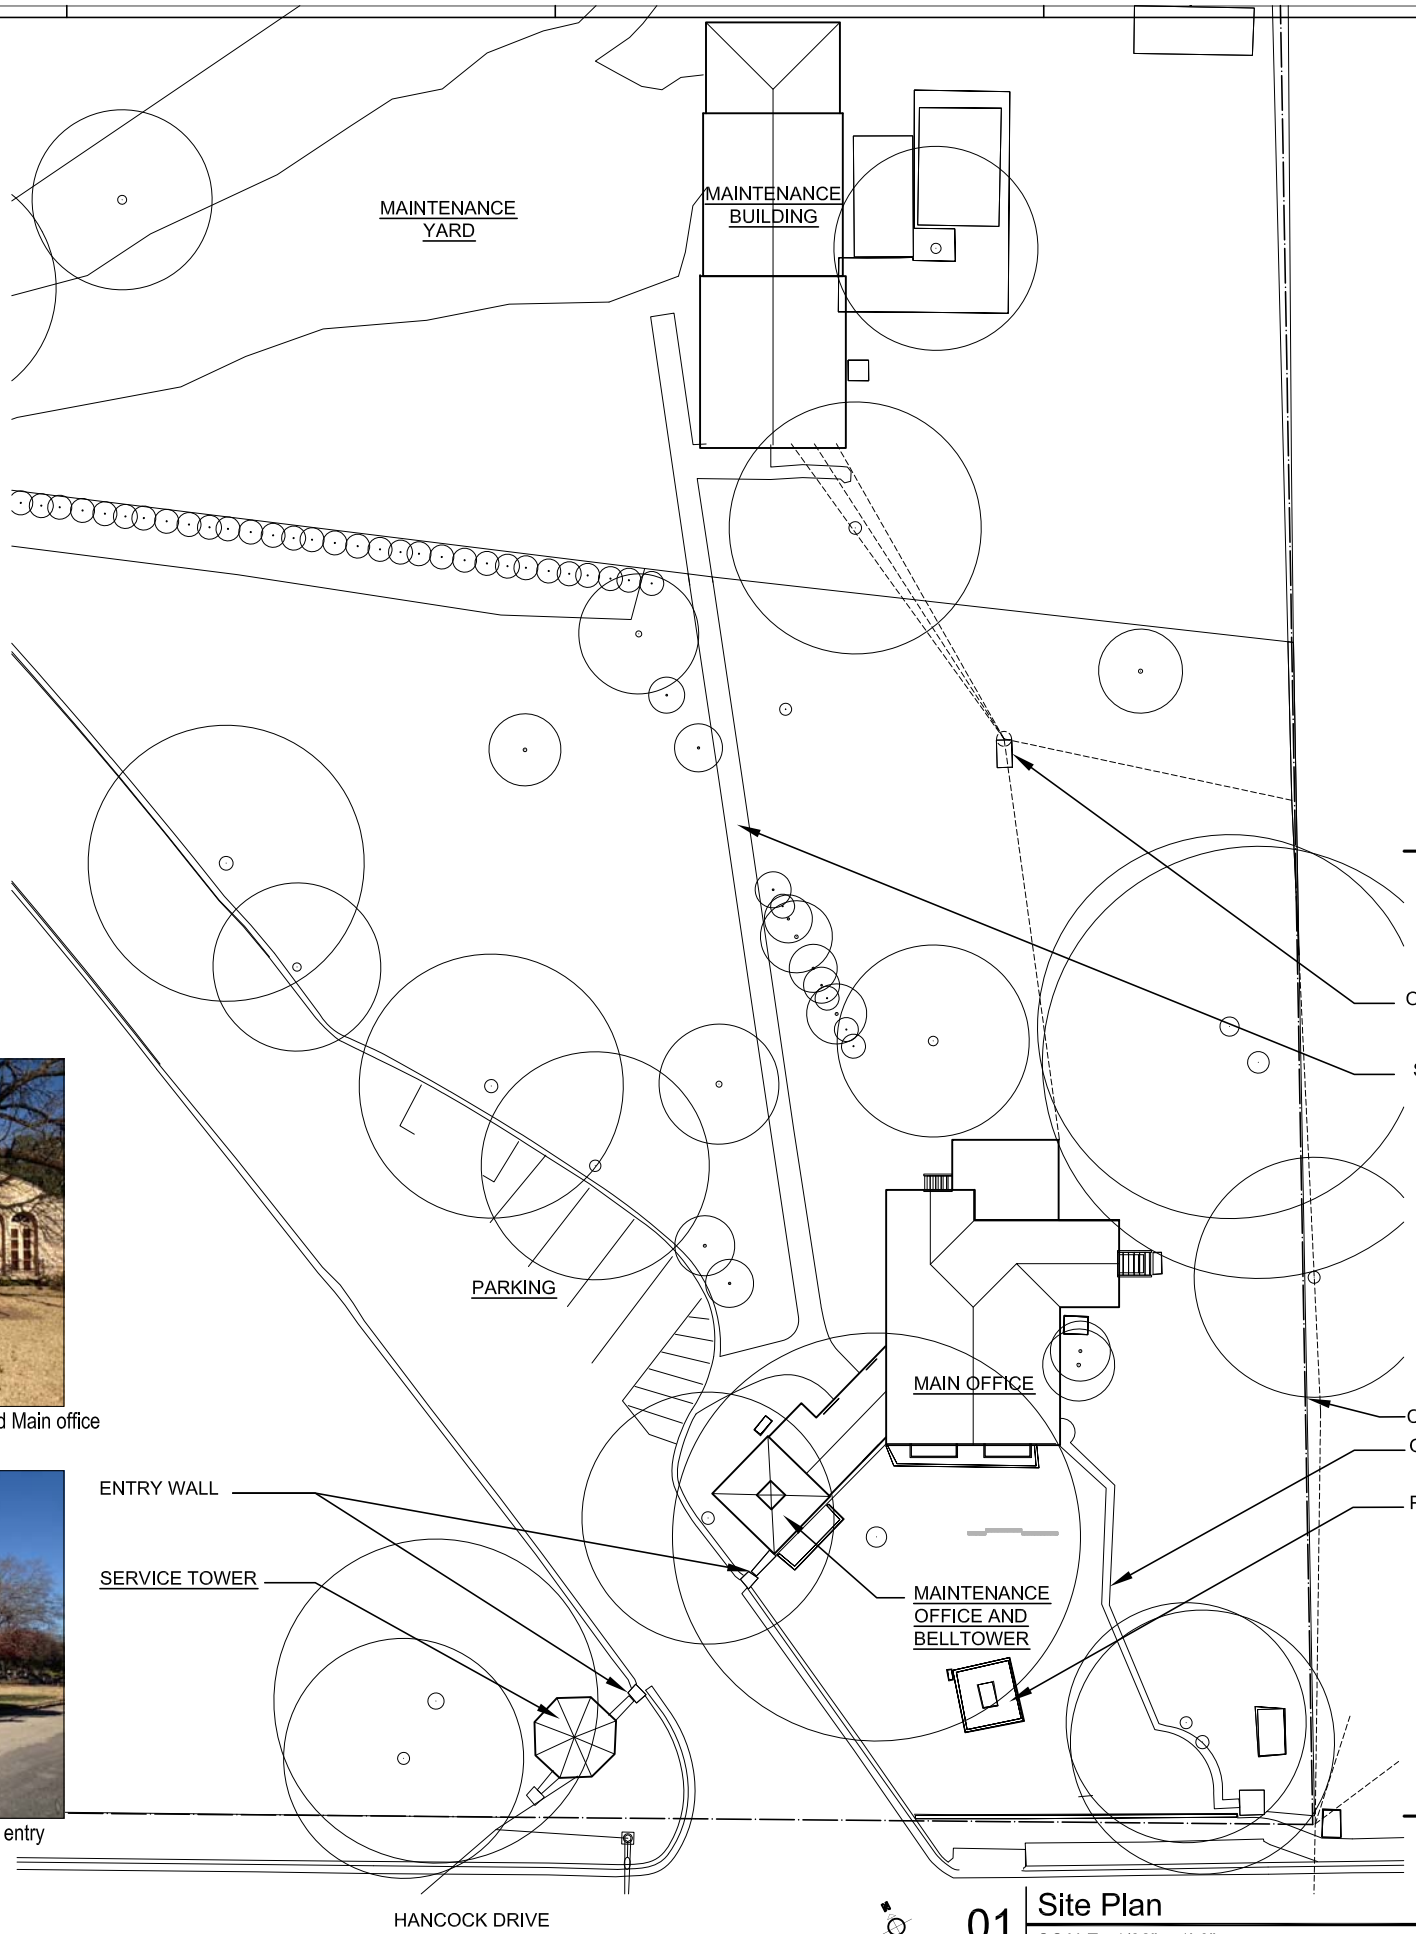 MAINTENANCE
YARD
MAINTENANCE
BUILDING
PARKING
MAIN OFFICE
d Main office
ENTRY WALL
SERVICE TOWER
MAINTENANCE
OFFICE AND
BELLTOWER
entry
HANCOCK DRIVE
01
Site Plan